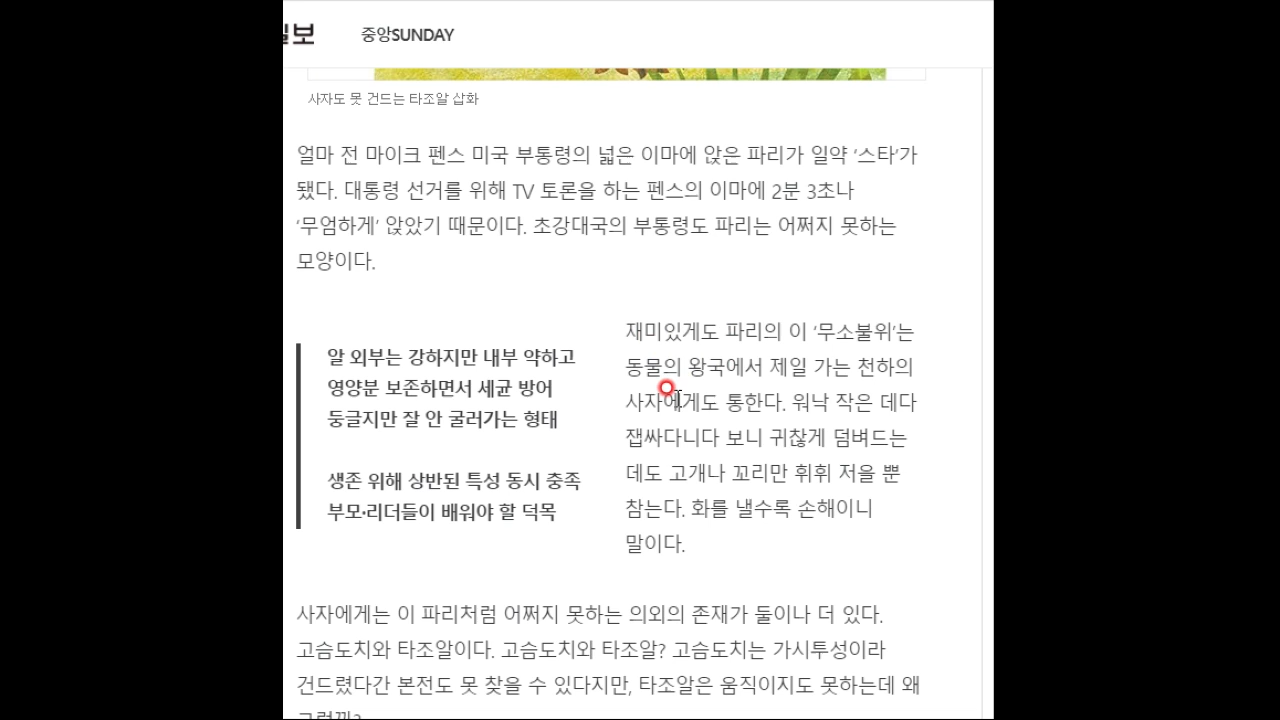 일보 중앙SUNDAY
사자도 못 건드는 타조알 삽화
얼마 전 마이크 펜스 미국 부통령의 넓은 이마에 앉은 파리가 일약 ‘스타’가
됐다. 대통령 선거를 위해 TV 토론을 하는 펜스의 이마에 2분 3초나
‘무엄하게’ 앉았기 때문이다. 초강대국의 부통령도 파리는 어쩌지 못하는
모양이다.
알 외부는 강하지만 내부 약하고
영양분 보존하면서 세균 방어
둥글지만 잘 안 굴러가는 형태
생존 위해 상반된 특성 동시 충족
부모·리더들이 배워야 할 덕목
재미있게도 파리의 이 ‘무소불위’는
동물의 왕국에서 제일 가는 천하의
사자에게도 통한다. 워낙 작은 데다
잽싸다니다 보니 귀찮게 덤벼드는
데도 고개나 꼬리만 휘휘 저을 뿐
참는다. 화를 낼수록 손해이니
말이다.
사자에게는 이 파리처럼 어쩌지 못하는 의외의 존재가 둘이나 더 있다.
고슴도치와 타조알이다. 고슴도치와 타조알? 고슴도치는 가시투성이라
건드렸다간 본전도 못 찾을 수 있다지만, 타조알은 움직이지도 못하는데 왜